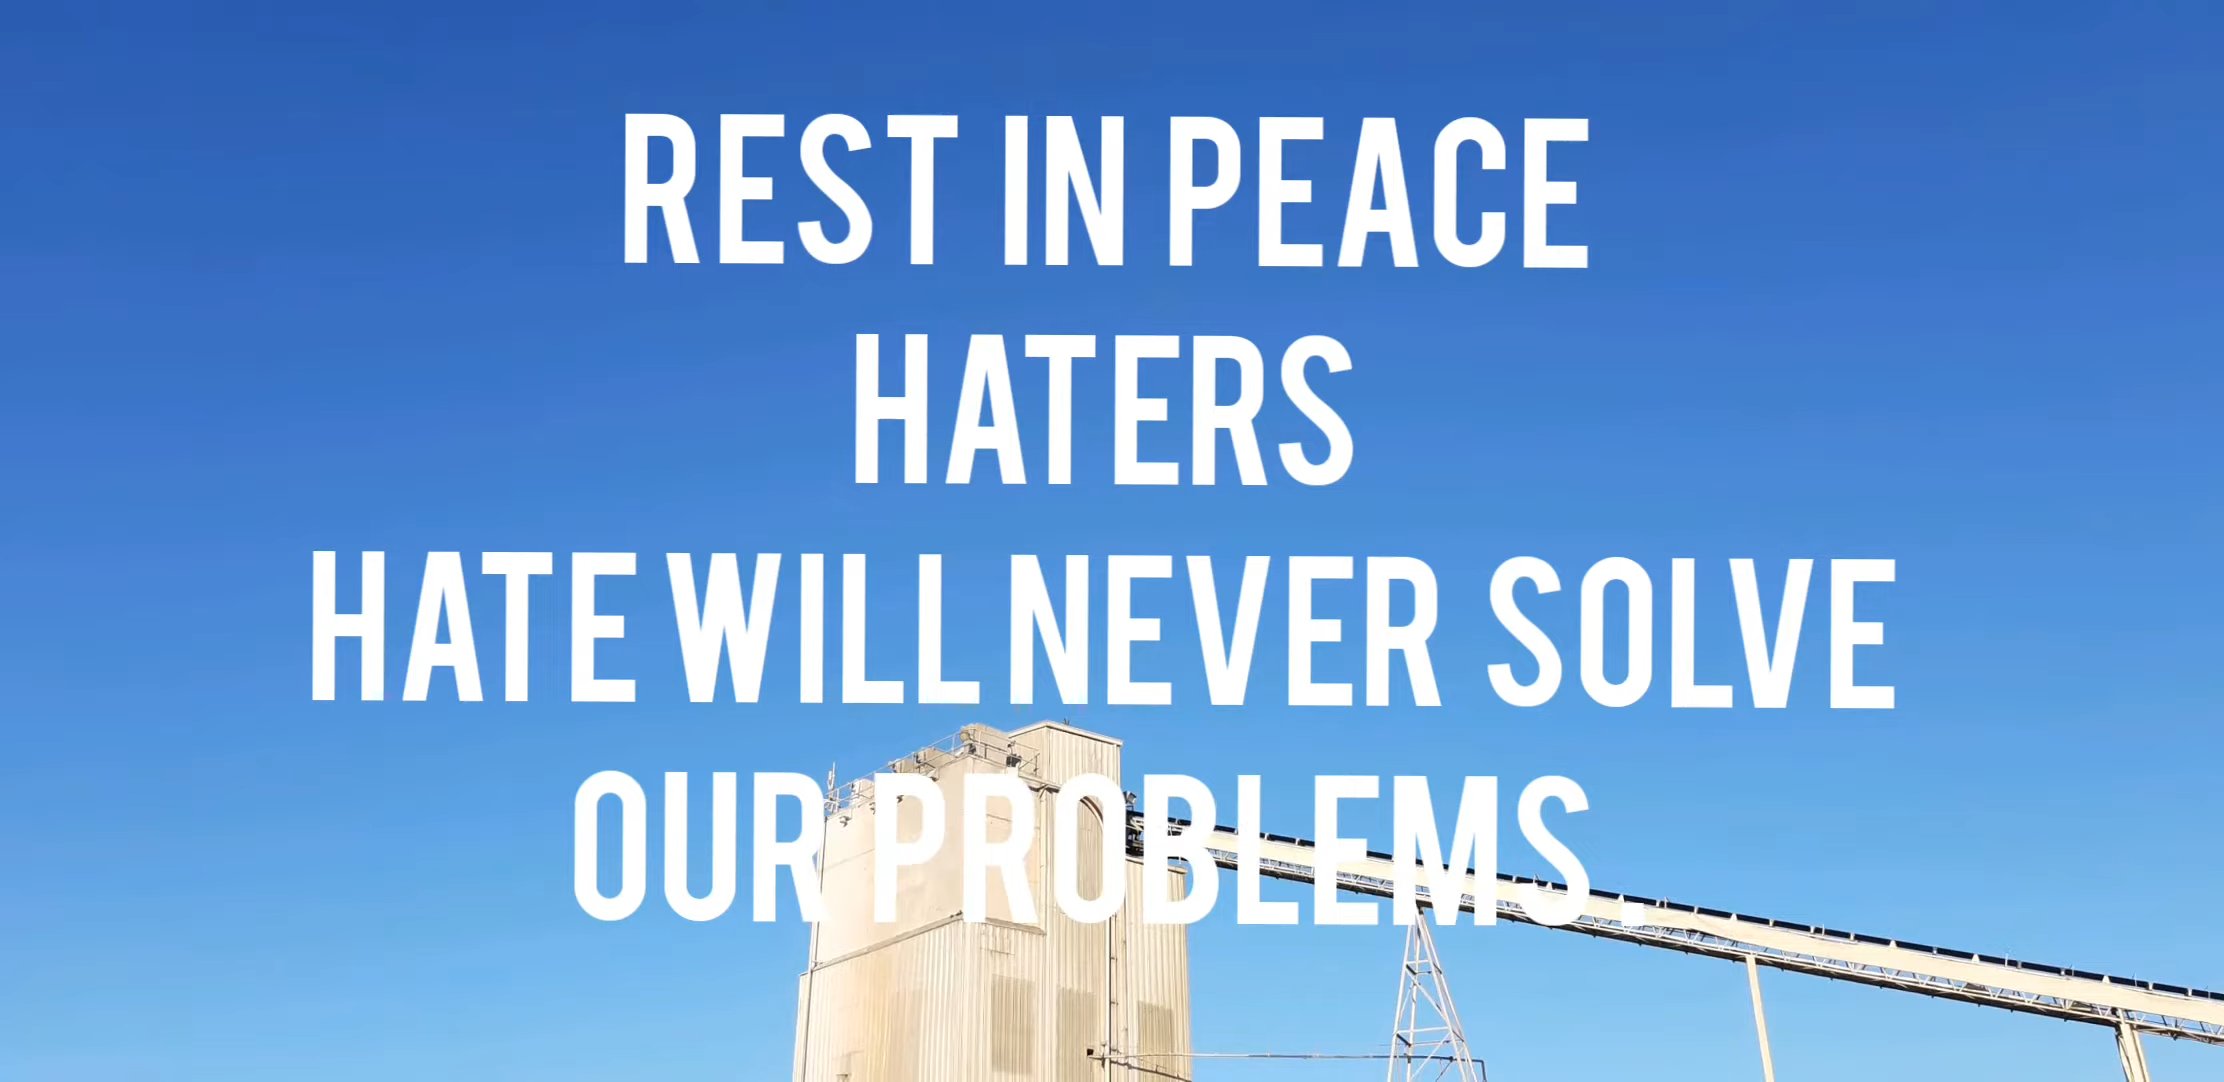 REST IN PEACE
HATERS
HATE WILL NEVER SOLVE
OUR PROBLEMS.